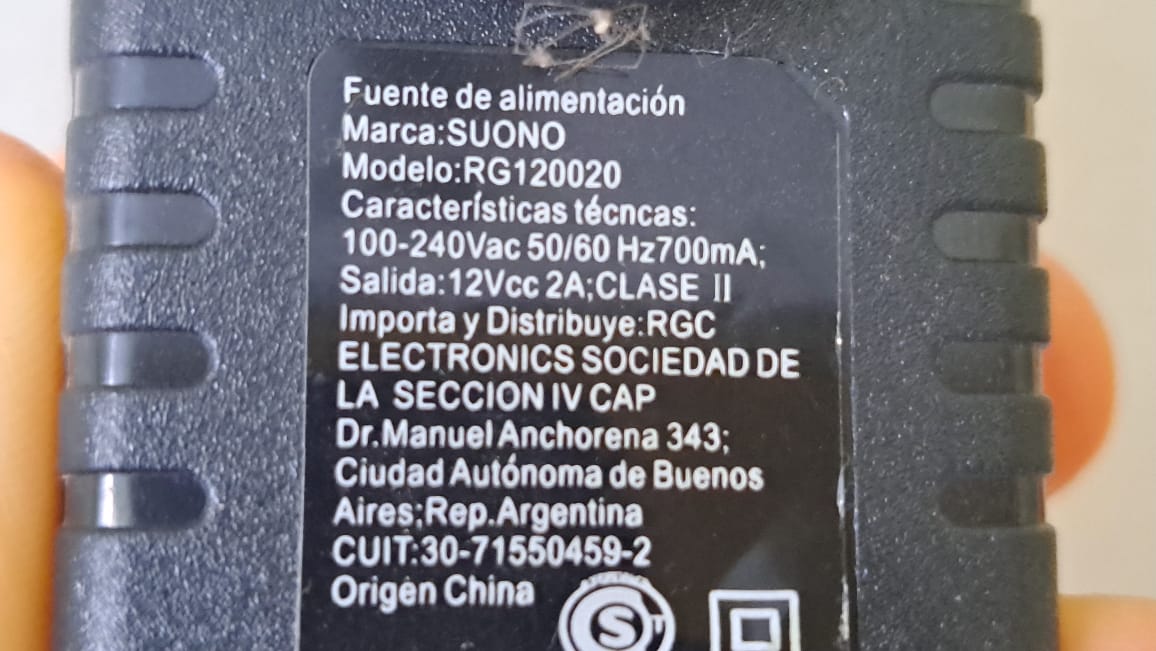 Fuente de alimentación
Marca:SUONO
Modelo:RG120020
Características técncas:
100-240Vac 50/60 Hz700mA;
Salida:12Vcc 2A;CLASE II
Importa y Distribuye:RGC
ELECTRONICS SOCIEDAD DE
LA SECCION IV CAP
Dr.Manuel Anchorena 343;
Ciudad Autónoma de Buenos
Aires;Rep.Argentina
CUIT:30-71550459-2
Origen China
S